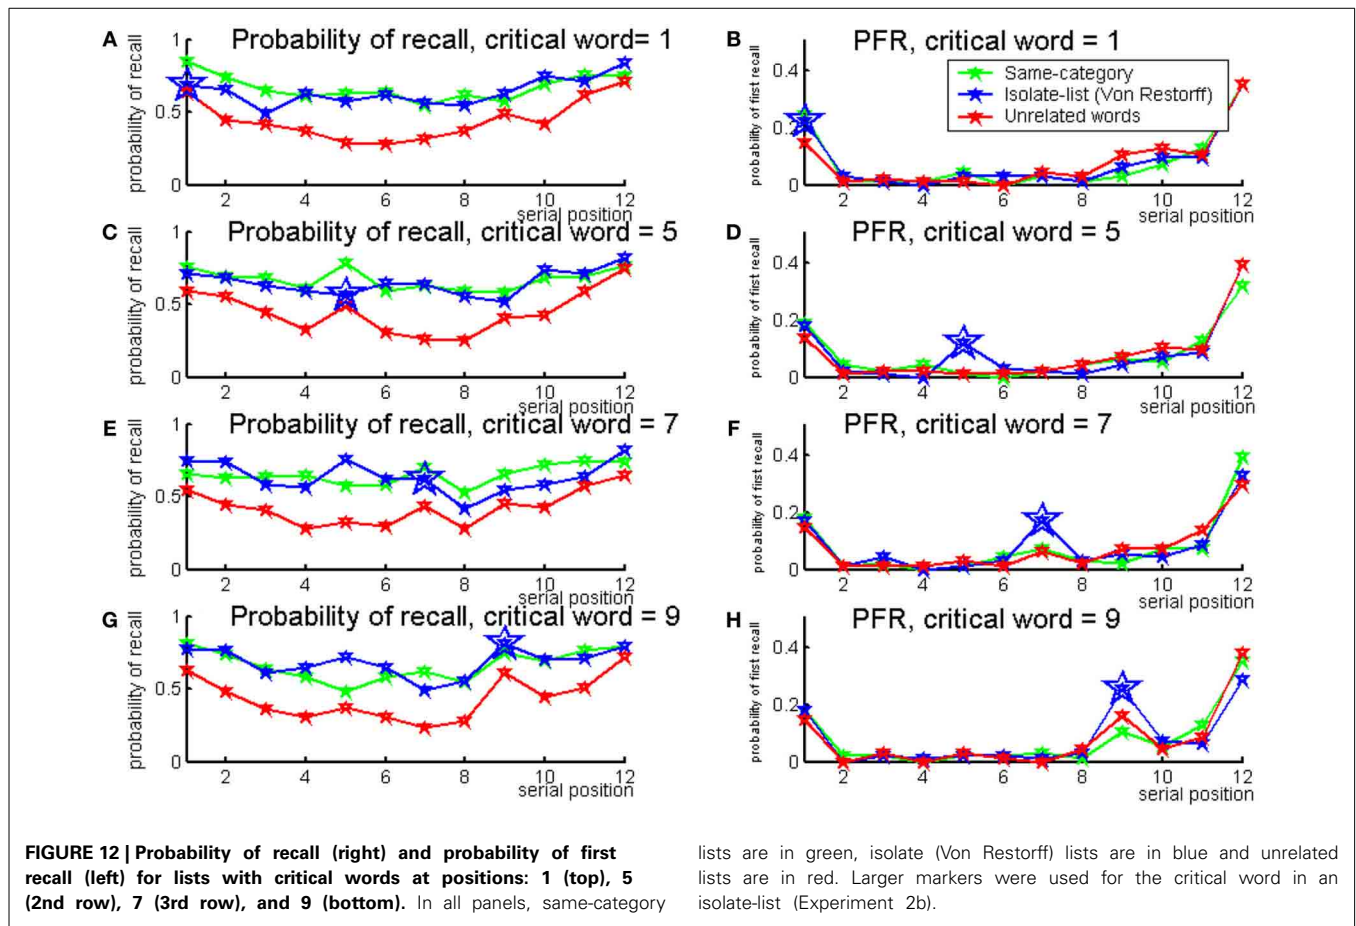 A Probability of recall, critical word= 1
probability of recall
1
0.5
0
2 4 6 8 10 12
serial position
B PFR, critical word = 1
probability of first recall
0.4
0.2
0
2 4 6 8 10 12
serial position
Same-category
Isolate-list (Von Restorff)
Unrelated words
C Probability of recall, critical word = 5
probability of recall
1
0.5
0
2 4 6 8 10 12
serial position
D PFR, critical word = 5
probability of first recall
0.4
0.2
0
2 4 6 8 10 12
serial position
E Probability of recall, critical word = 7
probability of recall
1
0.5
0
2 4 6 8 10 12
serial position
F PFR, critical word = 7
probability of first recall
0.4
0.2
0
2 4 6 8 10 12
serial position
G Probability of recall, critical word = 9
probability of recall
1
0.5
0
2 4 6 8 10 12
serial position
H PFR, critical word = 9
probability of first recall
0.4
0.2
0
2 4 6 8 10 12
serial position
FIGURE 12 | Probability of recall (right) and probability of first
recall (left) for lists with critical words at positions: 1 (top), 5
(2nd row), 7 (3rd row), and 9 (bottom). In all panels, same-category
lists are in green, isolate (Von Restorff) lists are in blue and unrelated
lists are in red. Larger markers were used for the critical word in an
isolate-list (Experiment 2b).